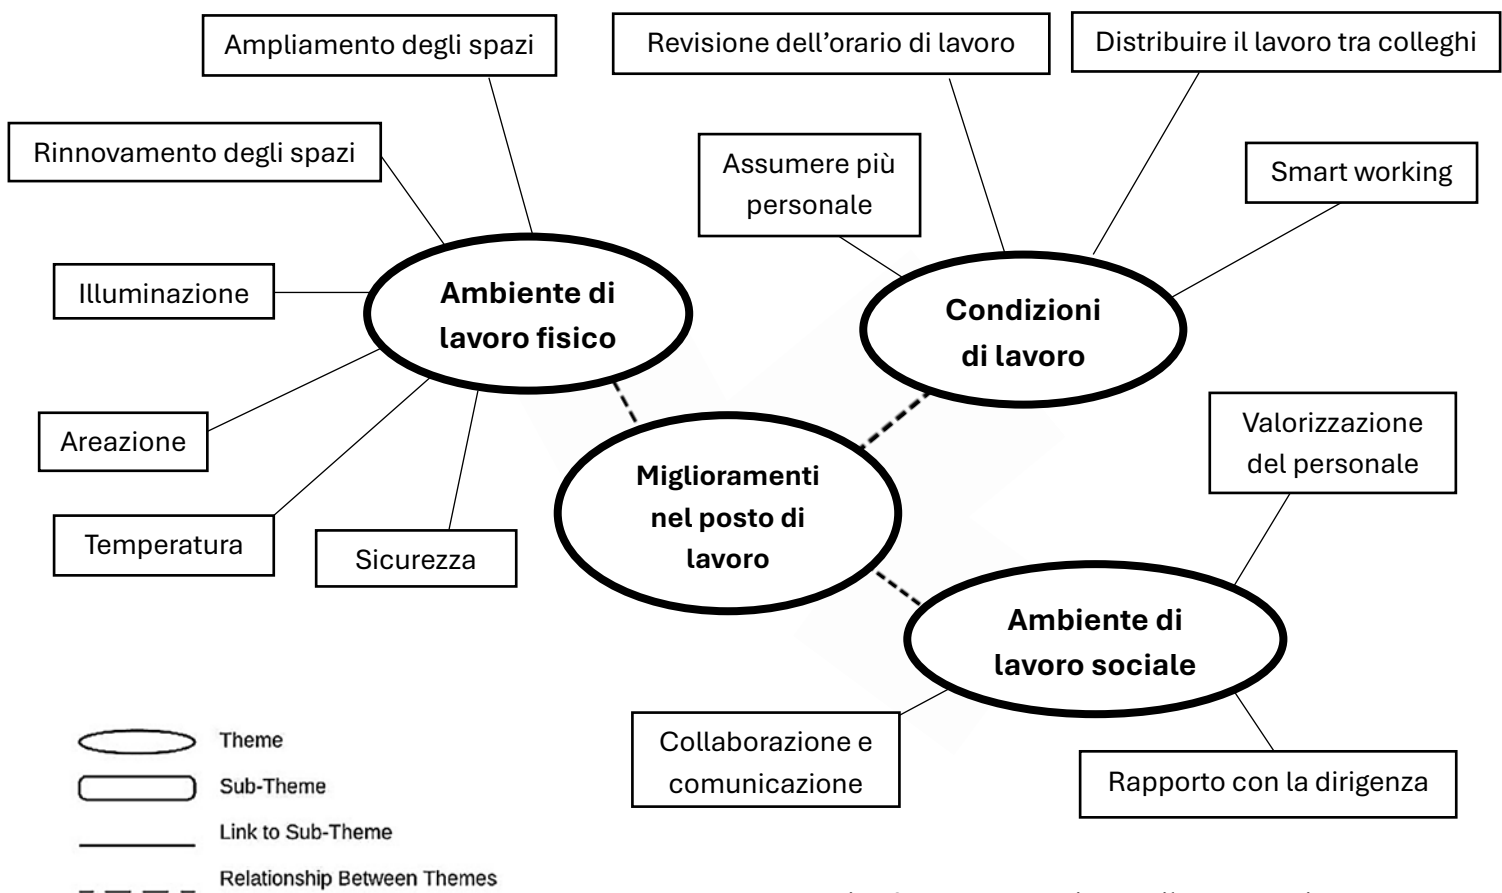 Ampliamento degli spazi
Revisione dell’orario di lavoro
Distribuire il lavoro tra colleghi
Rinnovamento degli spazi
Assumere più
personale
Smart working
Illuminazione
Ambiente di
lavoro fisico
Condizioni
di lavoro
Areazione
Valorizzazione
del personale
Miglioramenti
nel posto di
lavoro
Temperatura
Sicurezza
Ambiente di
lavoro sociale
Collaborazione e
comunicazione
Rapporto con la dirigenza
Theme
Sub-Theme
Link to Sub-Theme
Relationship Between Themes